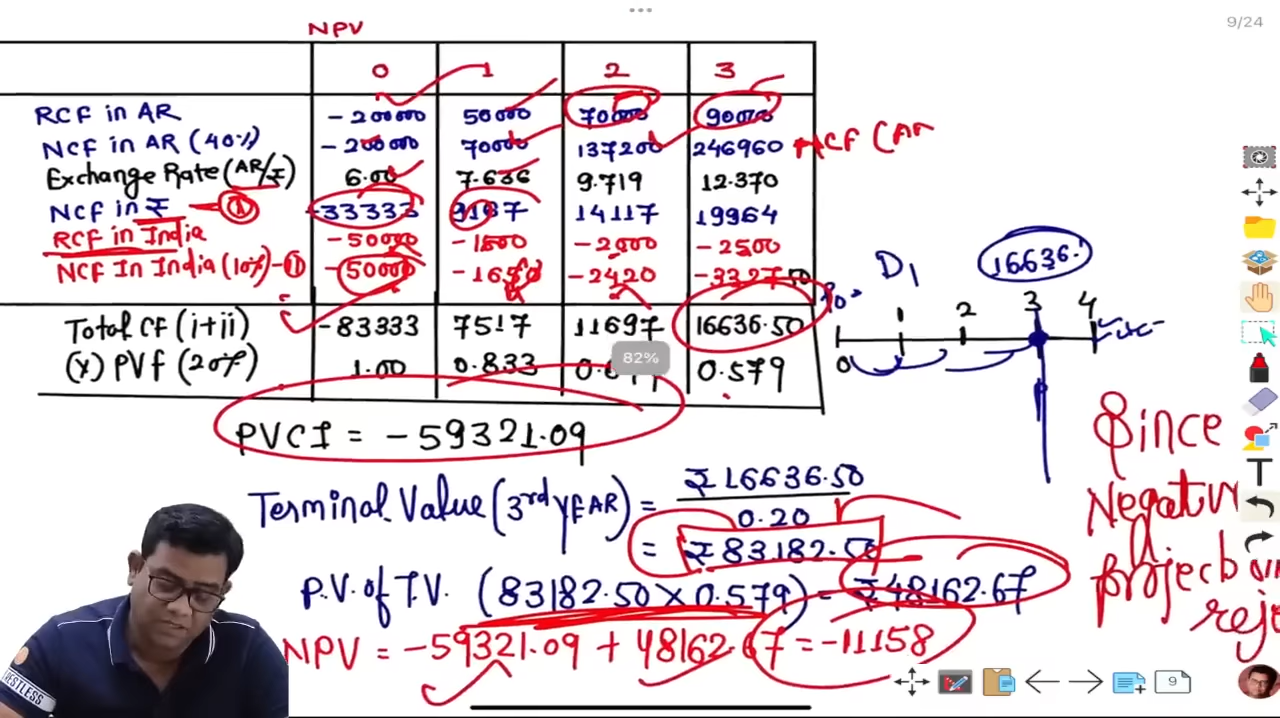 9/24
NPV
0 1 2 3
RCF in AR -200000 50000 70000 90000
NCF in AR (40%) -200000 70000 137200 246960 NCF (AR
Exchange Rate (AR/₹) 6.00 7.636 9.719 12.370
NCF in ₹ ① -33333 9167 14117 19964
RCF in India -50000 -1500 -2000 -2500
NCF In India (10%) - ⑪ -50000 -1650 -2420 -3327.50
Total CF (i+ii) -83333 7517 11697 16636.50
(x) PVf (20%) 1.00 0.833 0.579
82%
D1 16636.
1 2 3 4
0
PVCI = -59321.09
Terminal Value (3rd YEAR) = ₹16636.50
0.20
= ₹83182.50
P.V. of T.V. (83182.50 x 0.579) = ₹48162.67
NPV = -59321.09 + 48162.67 = -11158
Since
Negativ
project
rej
RESTLESS
T
9